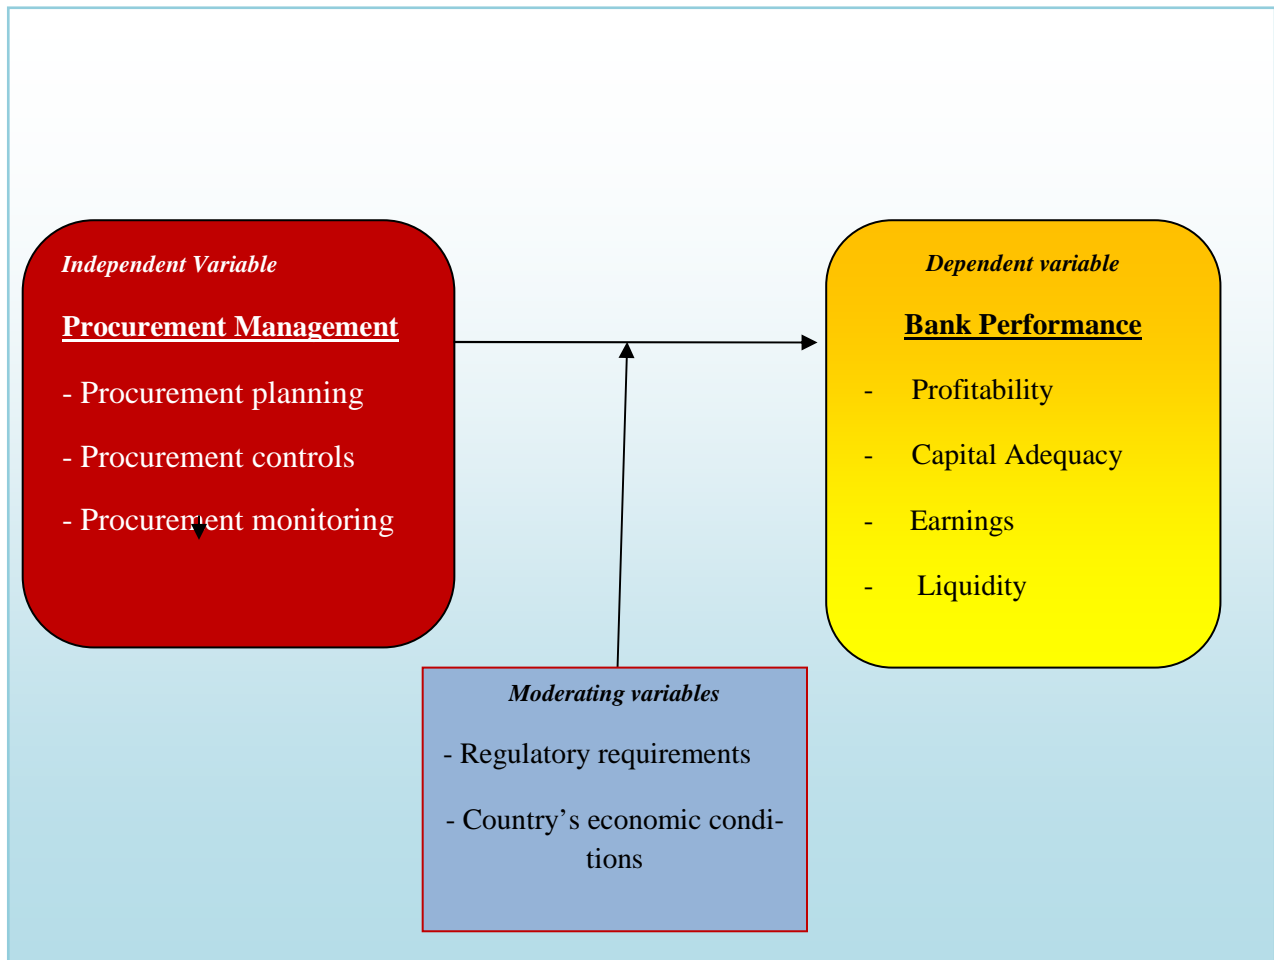 Independent Variable
Procurement Management
- Procurement planning
- Procurement controls
- Procurement monitoring
Dependent variable
Bank Performance
- Profitability
- Capital Adequacy
- Earnings
- Liquidity
Moderating variables
- Regulatory requirements
- Country’s economic condi-
tions